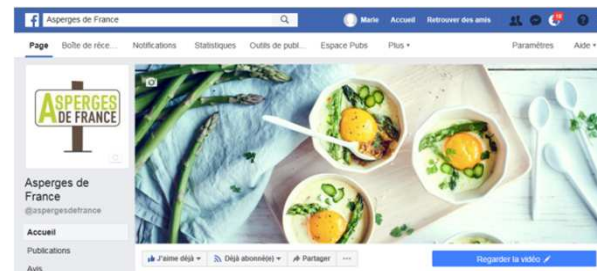 Asperges de France
Marie Accueil Retrouver des amis
Page Boîte de réce... Notifications Statistiques Outils de publ... Espace Pubs Plus Paramètres Aide
ASPERGES
DE FRANCE
Asperges de
France
@aspergesdefrance
Accueil
Publications
Avis
J'aime déjà Déjà abonné(e) Partager ...
Regarder la vidéo